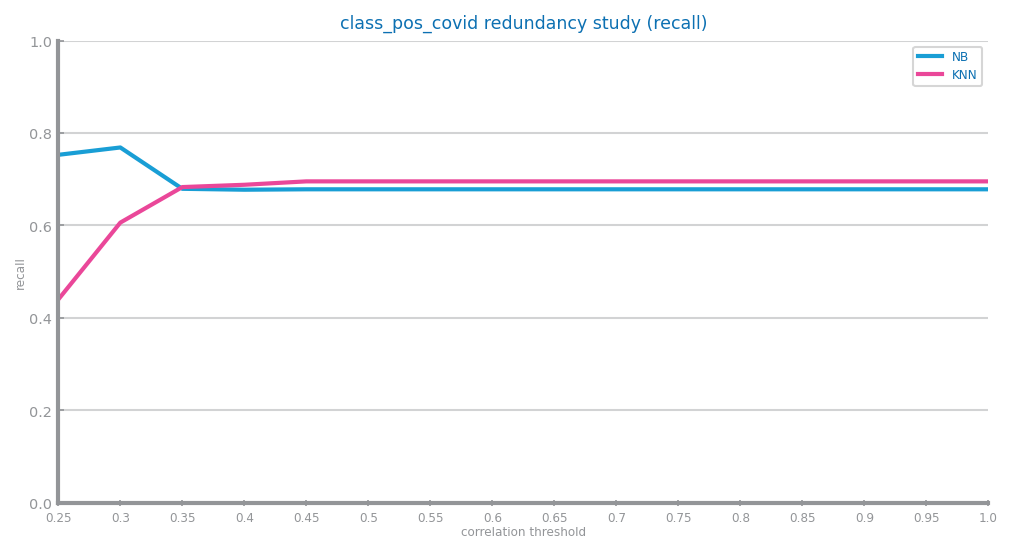 class_pos_covid redundancy study (recall)
NB
KNN
1.0
0.8
0.6
0.4
0.2
0.0
recall
0.25 0.3 0.35 0.4 0.45 0.5 0.55 0.6 0.65 0.7 0.75 0.8 0.85 0.9 0.95 1.0
correlation threshold